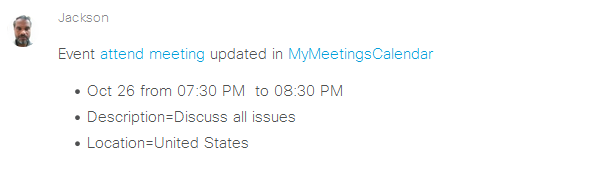 Jackson
Event attend meeting updated in MyMeetingsCalendar
• Oct 26 from 07:30 PM  to 08:30 PM
• Description=Discuss all issues
• Location=United States